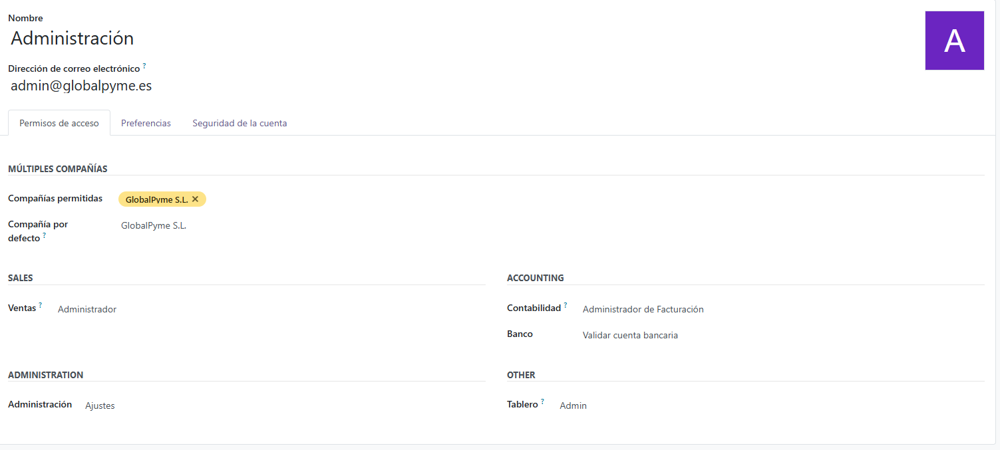 Nombre
Administración
A
Dirección de correo electrónico ?
admin@globalpyme.es
Permisos de acceso Preferencias Seguridad de la cuenta
MÚLTIPLES COMPAÑÍAS
Compañías permitidas GlobalPyme S.L. ✕
Compañía por
defecto ? GlobalPyme S.L.
SALES ACCOUNTING
Ventas ? Administrador Contabilidad ? Administrador de Facturación
Banco Validar cuenta bancaria
ADMINISTRATION OTHER
Administración Ajustes Tablero ? Admin